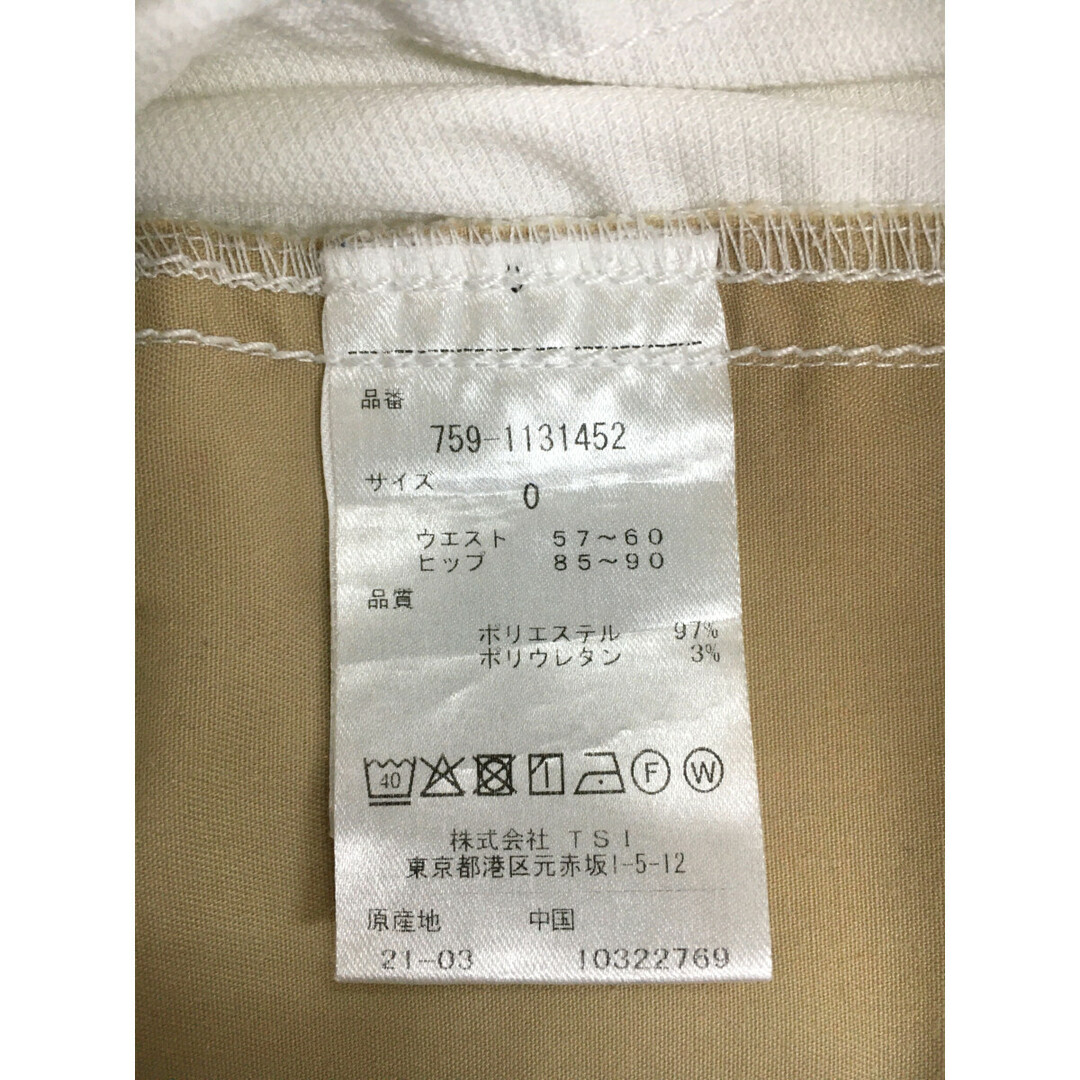 品番
759-1131452
サイズ 0
ウエスト 57～60
ヒップ 85～90
品質
ポリエステル 97%
ポリウレタン 3%
40 F W
株式会社 TSI
東京都港区元赤坂1-5-12
原産地 中国
21-03 10322769